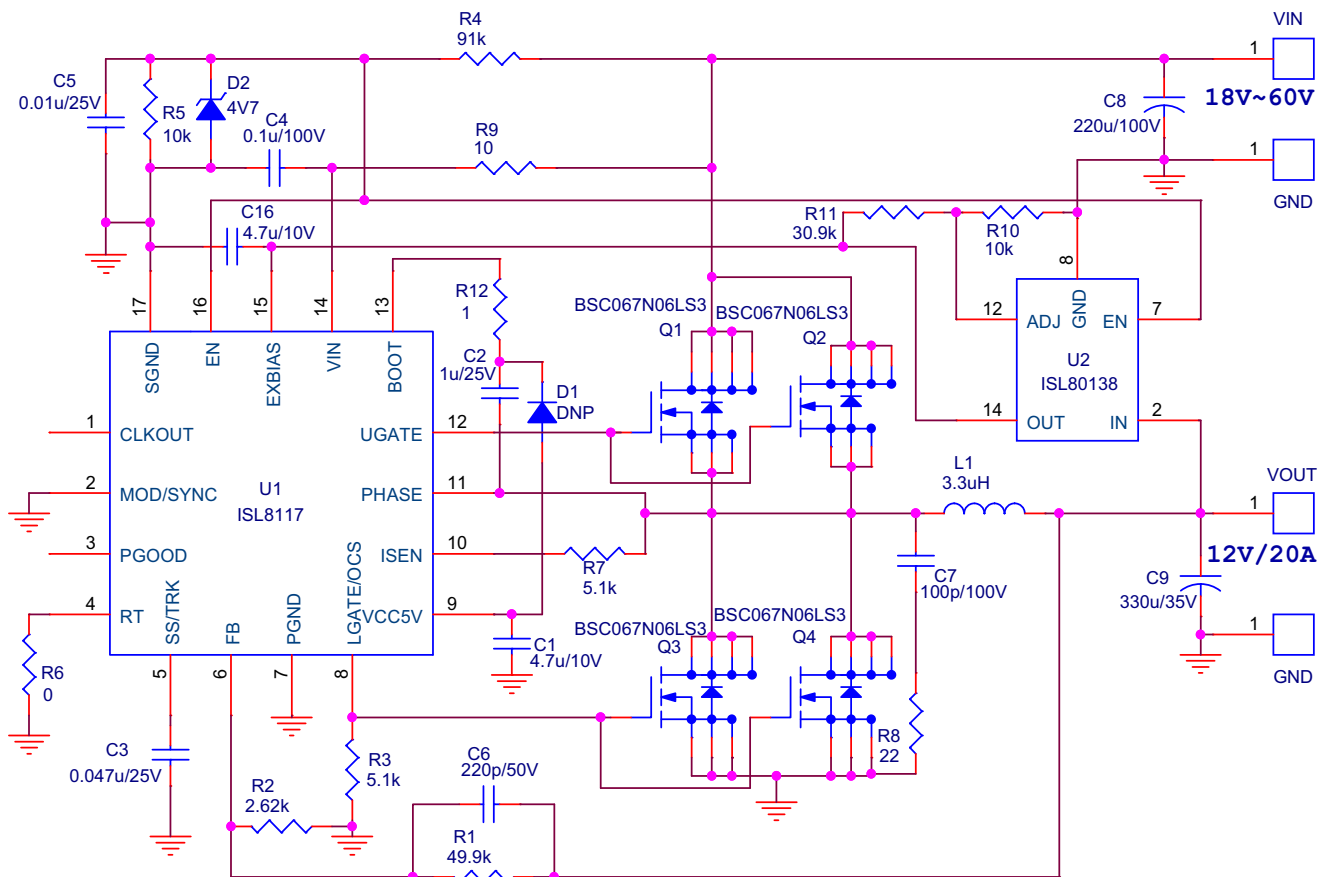 R4
91k
VIN
1
18V~60V
C5
0.01u/25V
R5
10k
D2
4V7
C4
0.1u/100V
R9
10
C8
220u/100V
1
GND
C16
4.7u/10V
R11
30.9k
R10
10k
17
16
15
14
13
R12
1
BSC067N06LS3
Q1
BSC067N06LS3
Q2
8
12
ADJ
GND
EN
7
U2
ISL80138
14
OUT
IN
2
SGND
EN
EXBIAS
VIN
BOOT
C2
1u/25V
D1
DNP
1
CLKOUT
UGATE
12
2
MOD/SYNC
U1
ISL8117
PHASE
11
L1
3.3uH
VOUT
1
12V/20A
3
PGOOD
ISEN
10
R7
5.1k
C7
100p/100V
C9
330u/35V
4
RT
SS/TRK
FB
PGND
LGATE/OCS
VCC5V
9
BSC067N06LS3
Q3
BSC067N06LS3
Q4
C1
4.7u/10V
1
GND
R6
0
5
6
7
8
C3
0.047u/25V
R3
5.1k
R8
22
C6
220p/50V
R2
2.62k
R1
49.9k